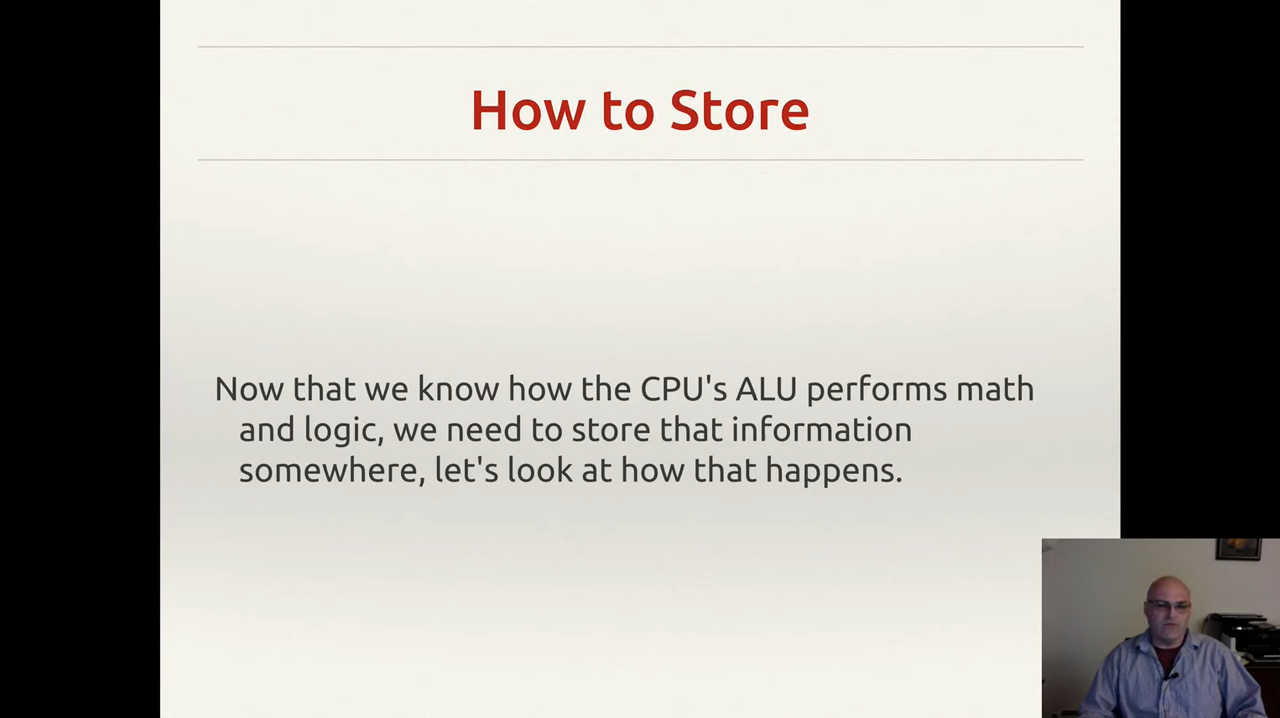 How to Store
Now that we know how the CPU's ALU performs math
and logic, we need to store that information
somewhere, let's look at how that happens.